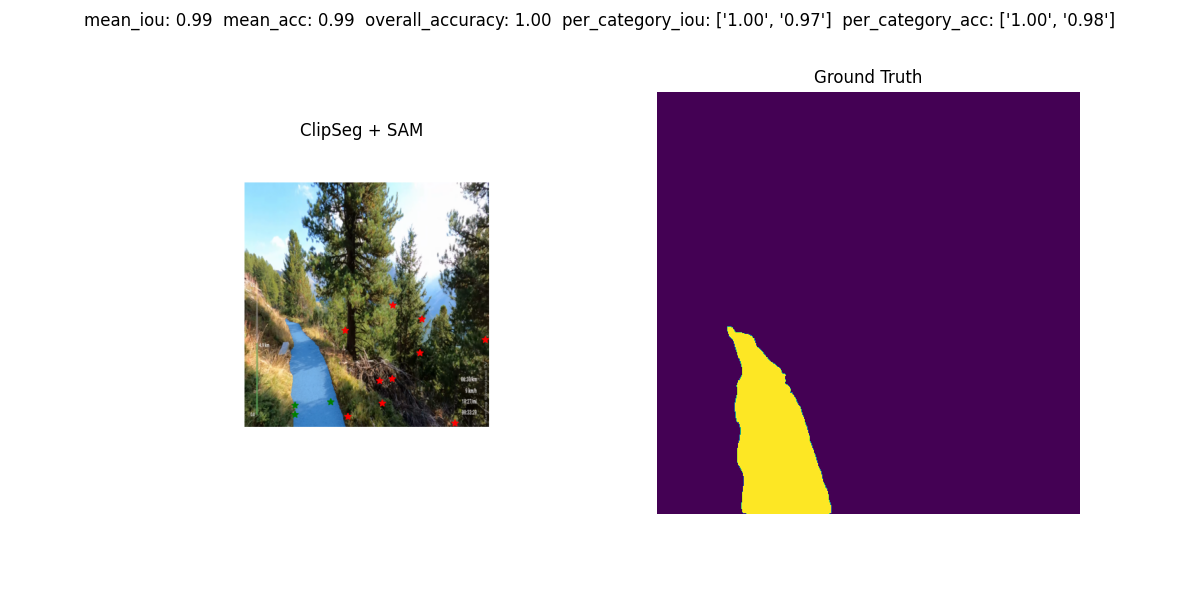 mean_iou: 0.99  mean_acc: 0.99  overall_accuracy: 1.00  per_category_iou: ['1.00', '0.97']  per_category_acc: ['1.00', '0.98']
Ground Truth
ClipSeg + SAM